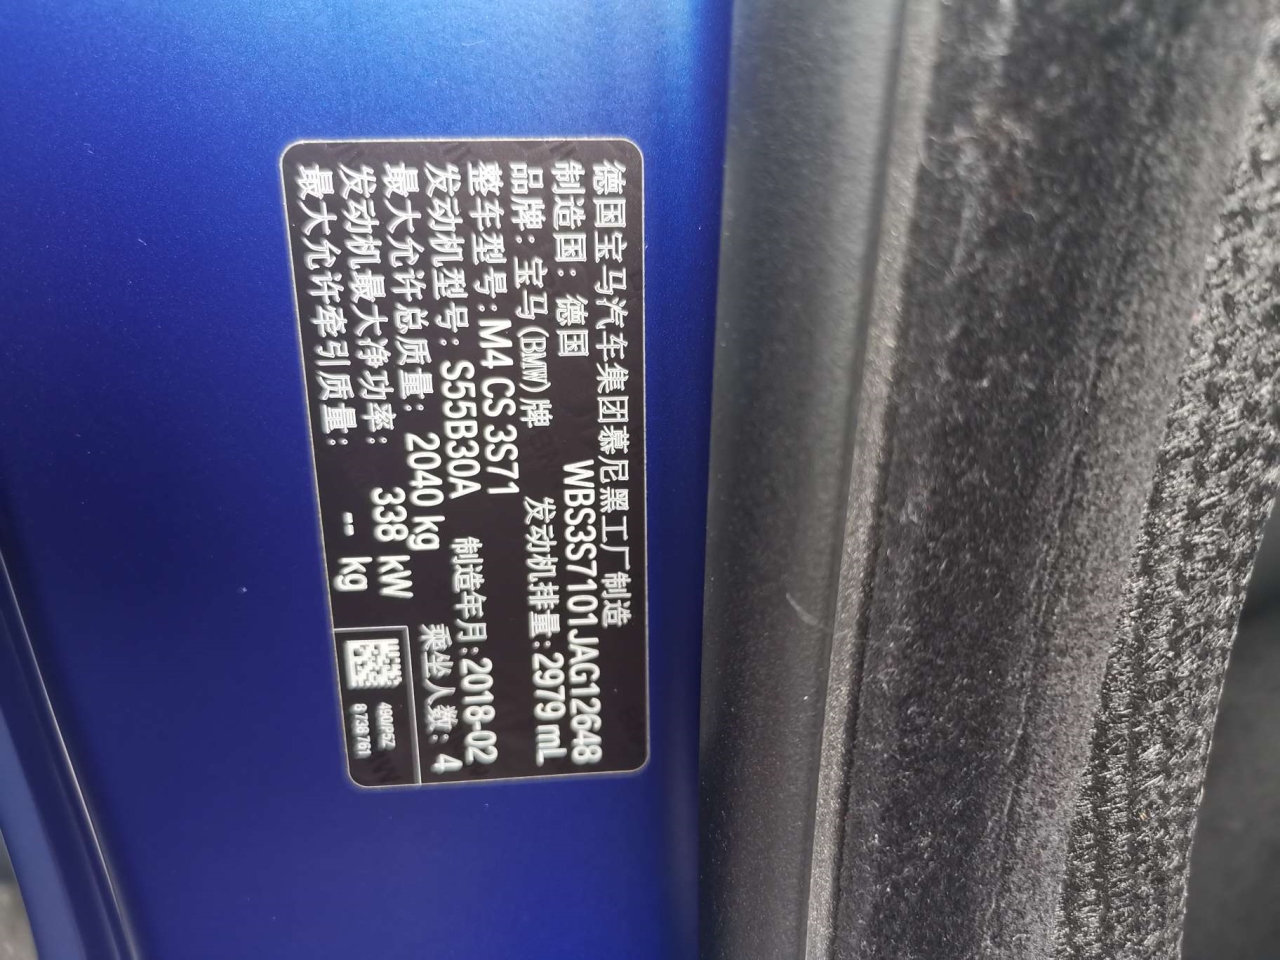 德国宝马汽车集团慕尼黑工厂制造
制造国：德国 WBS3S7101JAG12648
品牌：宝马(BMW)牌 发动机排量：2979 mL
整车型号：M4 CS 3S71
发动机型号：S55B30A 制造年月：2018-02
最大允许总质量：2040 kg 乘坐人数：4
发动机最大净功率：338 kW
最大允许牵引质量：-- kg
490IP5Z
8 738 761